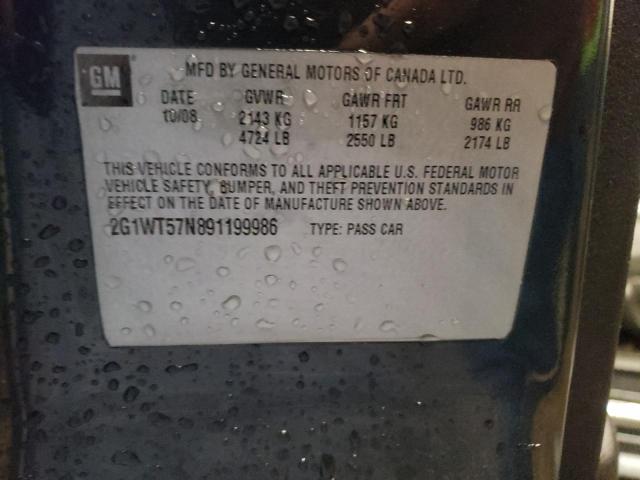 GM
MFD BY GENERAL MOTORS OF CANADA LTD.
DATE GVWR GAWR FRT GAWR RR
10/08 2143 KG 1157 KG 986 KG
4724 LB 2550 LB 2174 LB
THIS VEHICLE CONFORMS TO ALL APPLICABLE U.S. FEDERAL MOTOR
VEHICLE SAFETY, BUMPER, AND THEFT PREVENTION STANDARDS IN
EFFECT ON THE DATE OF MANUFACTURE SHOWN ABOVE.
2G1WT57N891199986 TYPE: PASS CAR